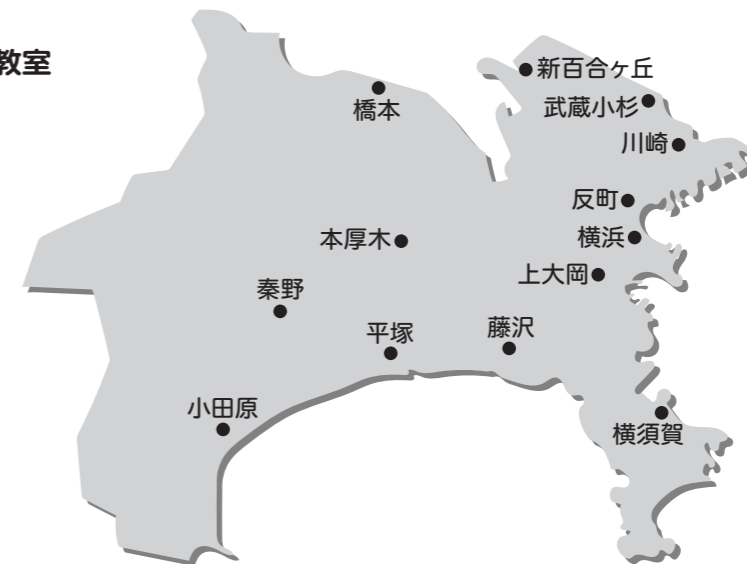 教室
新百合ヶ丘
橋本
武蔵小杉
川崎
反町
本厚木
横浜
上大岡
秦野
平塚
藤沢
小田原
横須賀